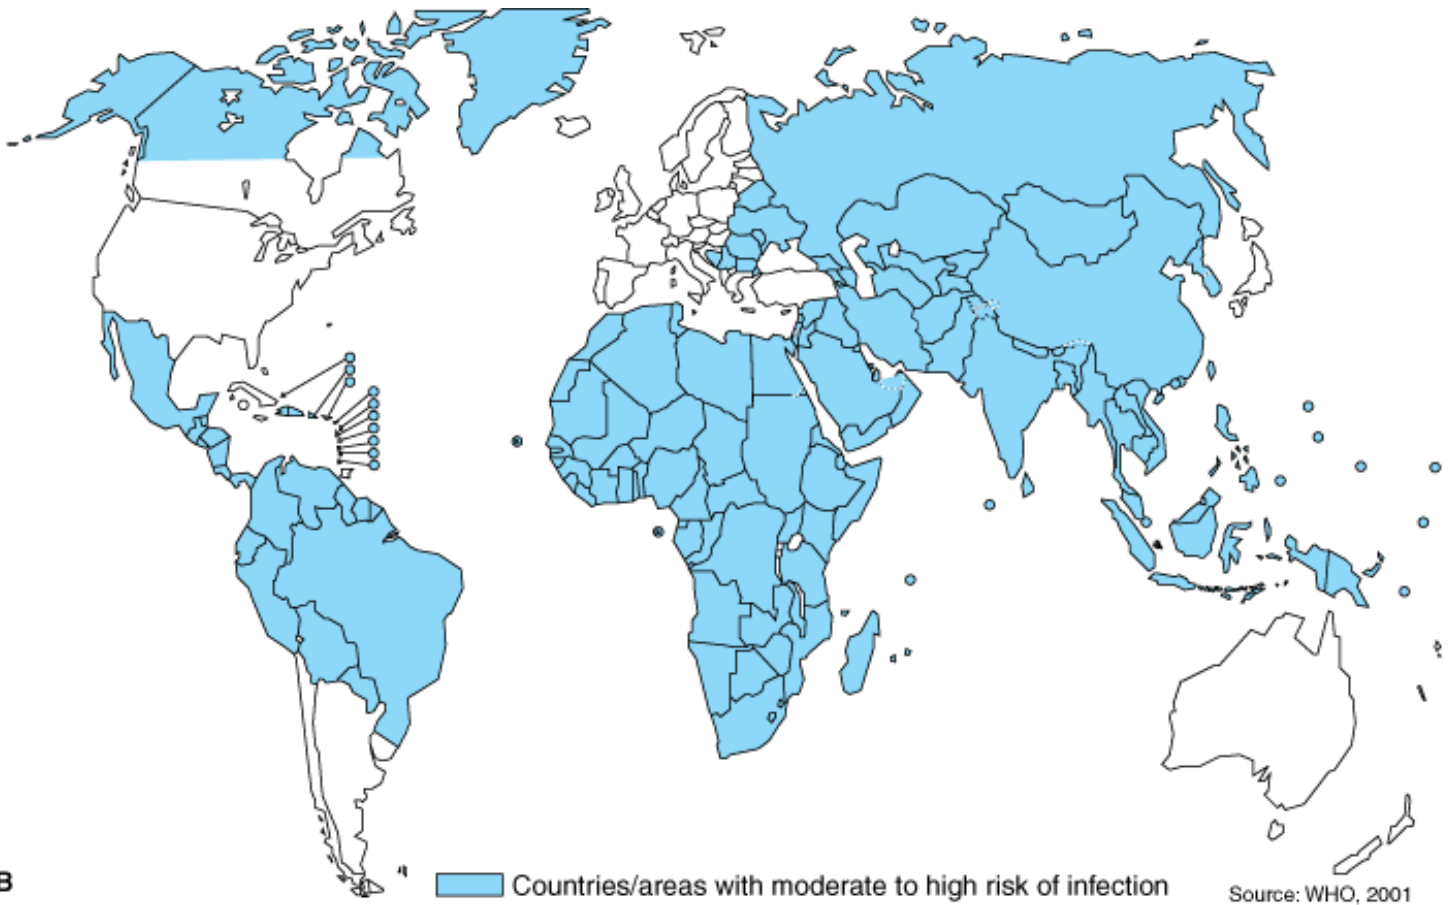 B
Countries/areas with moderate to high risk of infection
Source: WHO, 2001